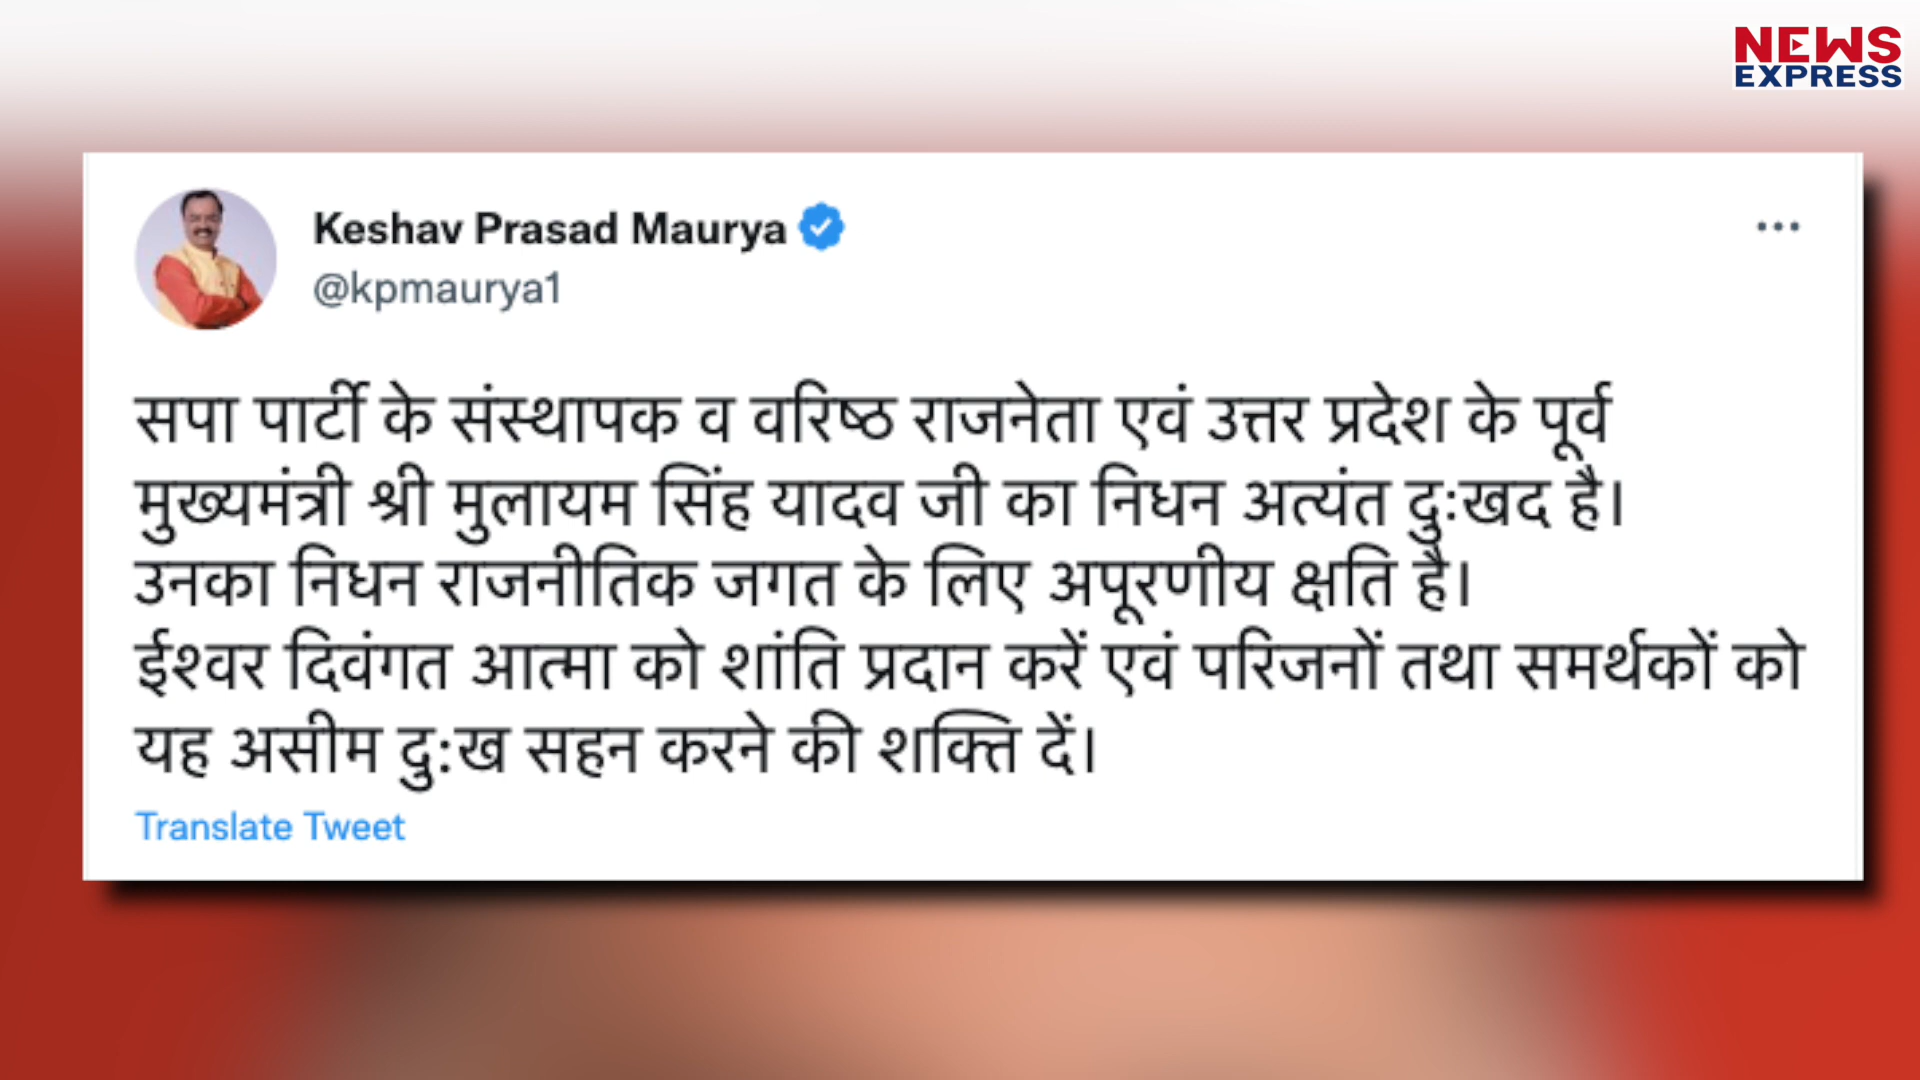 NEWS
EXPRESS
Keshav Prasad Maurya
@kpmaurya1
सपा पार्टी के संस्थापक व वरिष्ठ राजनेता एवं उत्तर प्रदेश के पूर्व
मुख्यमंत्री श्री मुलायम सिंह यादव जी का निधन अत्यंत दुःखद है।
उनका निधन राजनीतिक जगत के लिए अपूरणीय क्षति है।
ईश्वर दिवंगत आत्मा को शांति प्रदान करें एवं परिजनों तथा समर्थकों को
यह असीम दु:ख सहन करने की शक्ति दें।
Translate Tweet